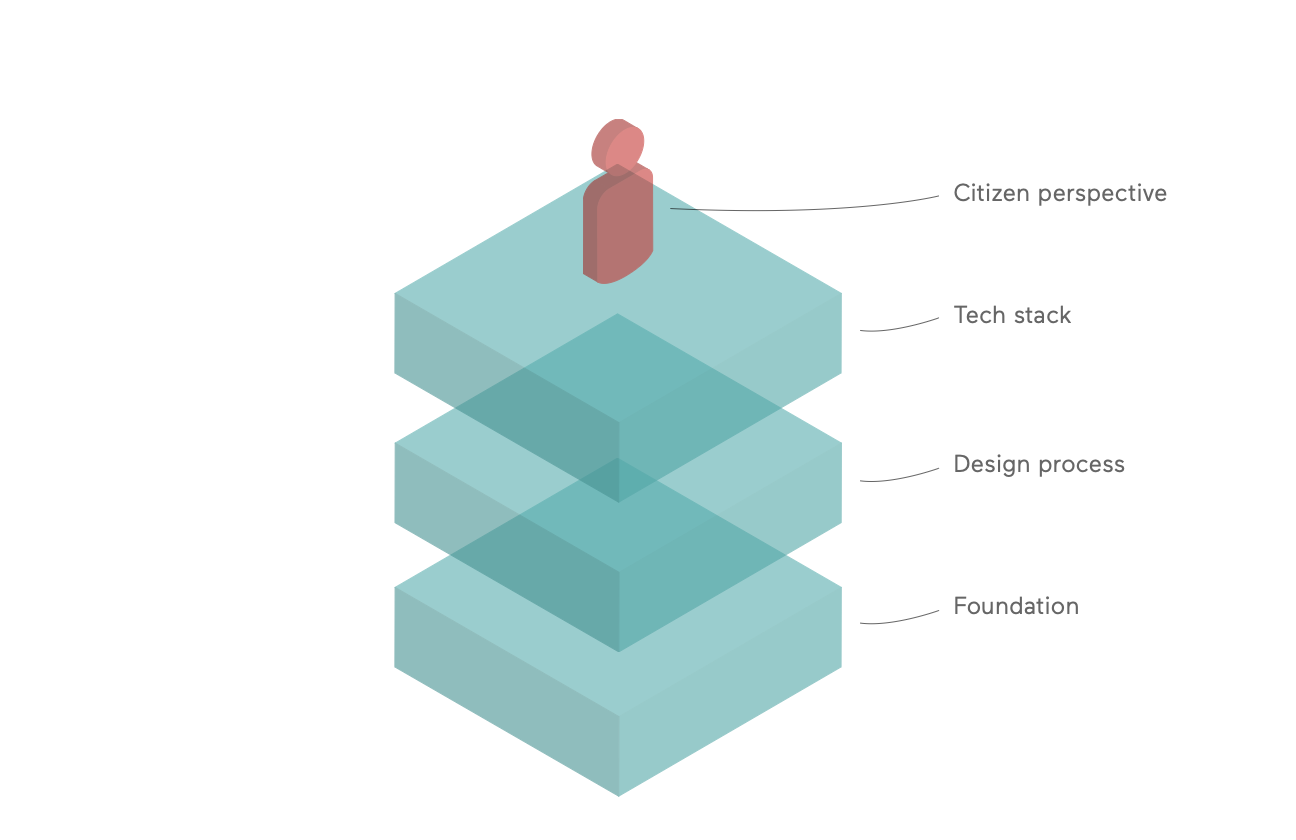 Citizen perspective
Tech stack
Design process
Foundation